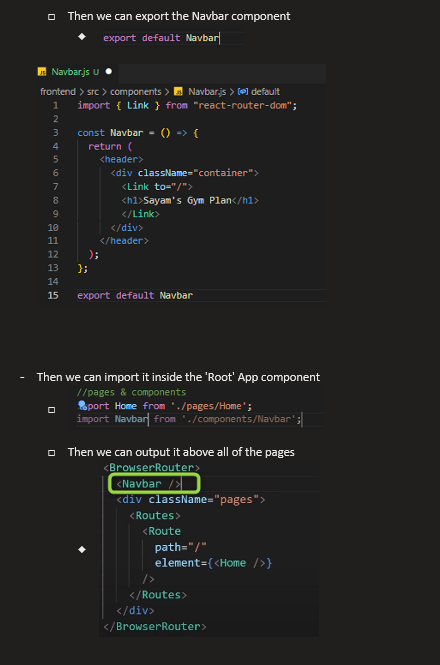 Then we can export the Navbar component
export default Navbar
Navbar.js U
frontend > src > components > Navbar.js > default
1 import { Link } from "react-router-dom";
2
3 const Navbar = () => {
4 return (
5 <header>
6 <div className="container">
7 <Link to="/">
8 <h1>Sayam's Gym Plan</h1>
9 </Link>
10 </div>
11 </header>
12 );
13 };
14
15 export default Navbar
- Then we can import it inside the 'Root' App component
//pages & components
port Home from './pages/Home';
import Navbar from './components/Navbar';
Then we can output it above all of the pages
<BrowserRouter>
<Navbar />
<div className="pages">
<Routes>
<Route
path="/"
element={<Home />}
/>
</Routes>
</div>
</BrowserRouter>